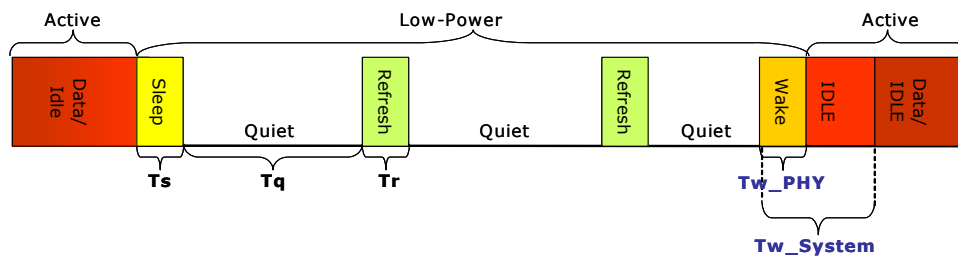 Active
Low-Power
Active
Data/
Idle
Sleep
Quiet
Refresh
Quiet
Refresh
Quiet
Wake
IDLE
Data/
IDLE
Ts
Tq
Tr
Tw_PHY
Tw_System